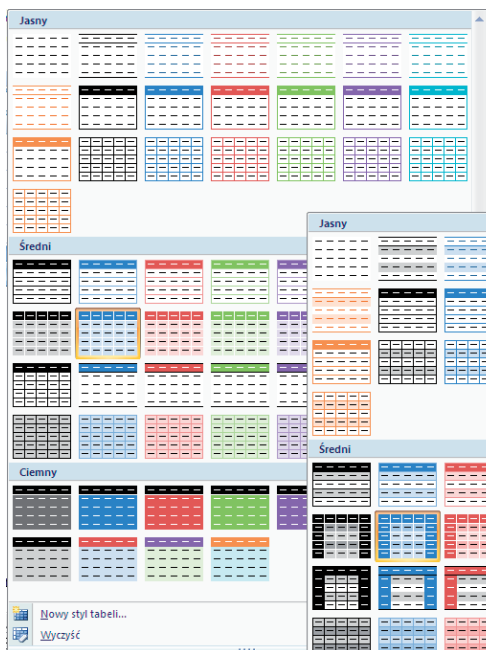 Jasny
Średni
Ciemny
Nowy styl tabeli...
Wyczyść
Jasny
Średni